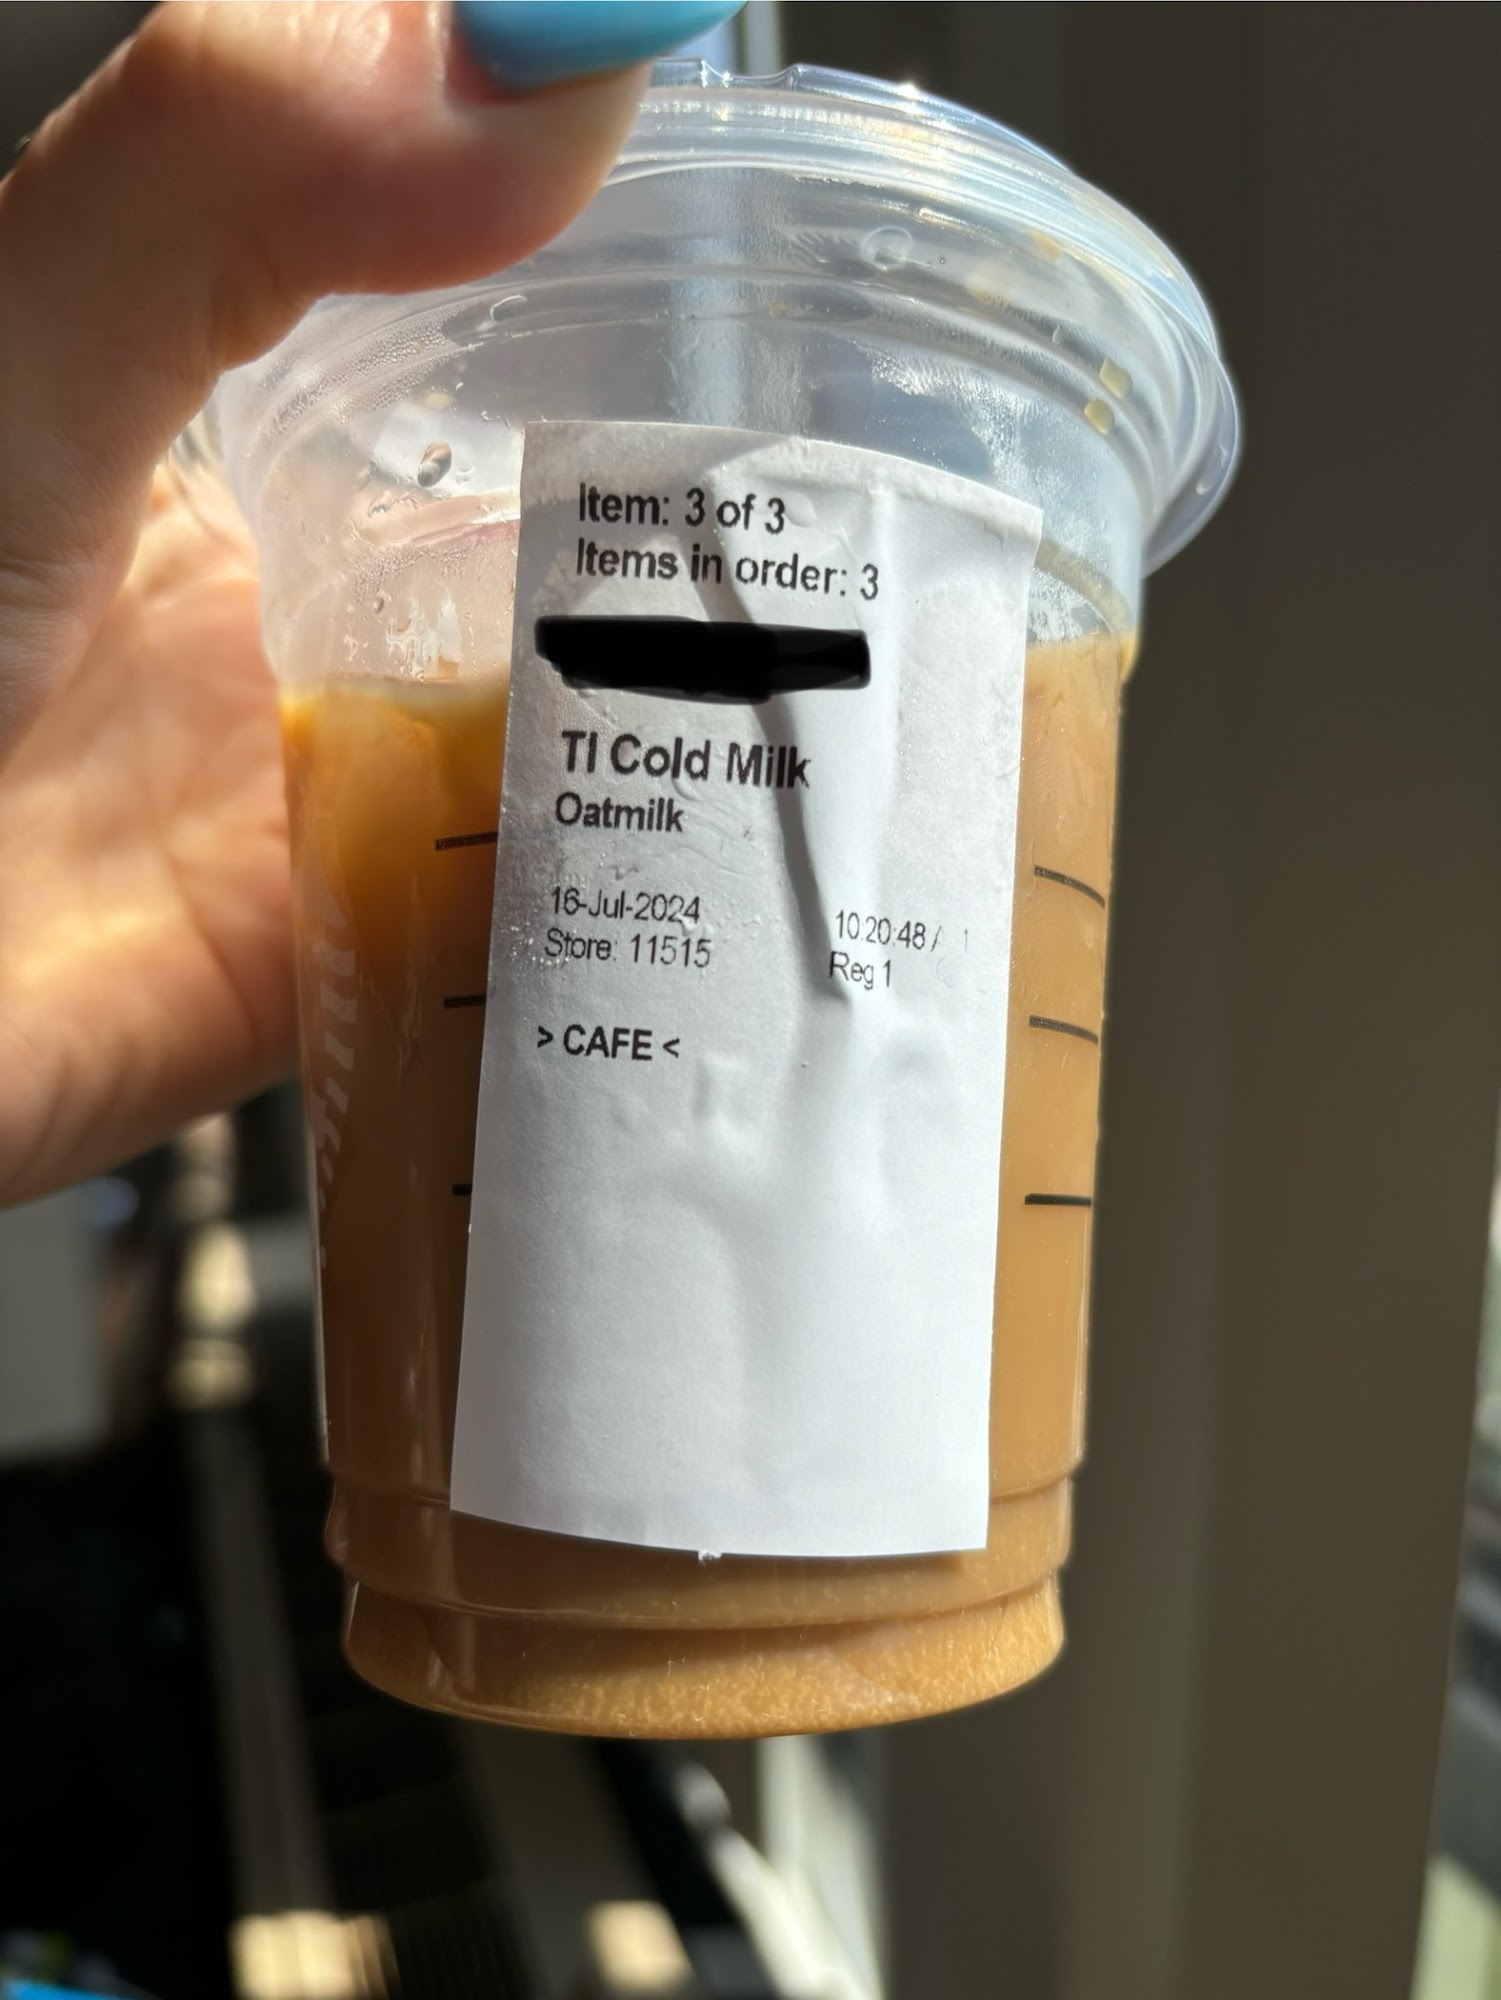 Item: 3 of 3
Items in order: 3
TI Cold Milk
Oatmilk
16-Jul-2024 10:20:48
Store: 11515 Reg 1
> CAFE <